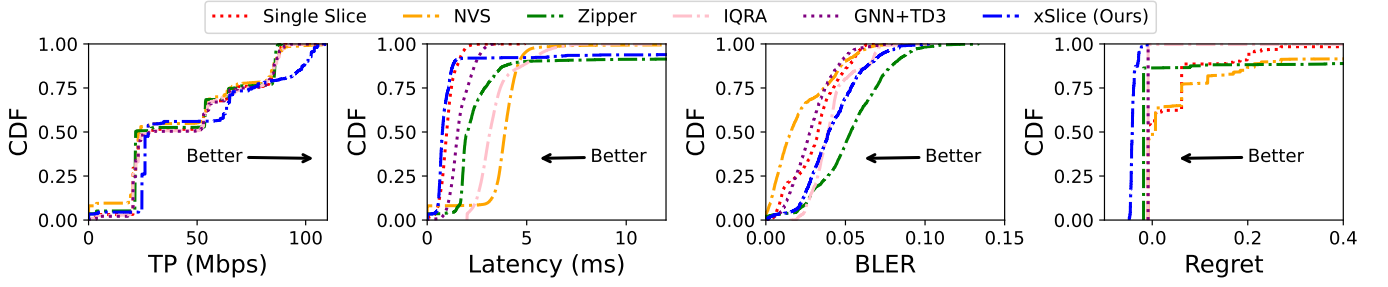 Single Slice NVS Zipper IQRA GNN+TD3 xSlice (Ours)
CDF
1.00
0.75
0.50
0.25
0.00
Better
0 50 100
TP (Mbps)
CDF
1.00
0.75
0.50
0.25
0.00
Better
0 5 10
Latency (ms)
CDF
1.00
0.75
0.50
0.25
0.00
Better
0.00 0.05 0.10 0.15
BLER
CDF
1.00
0.75
0.50
0.25
0.00
Better
0.0 0.2 0.4
Regret